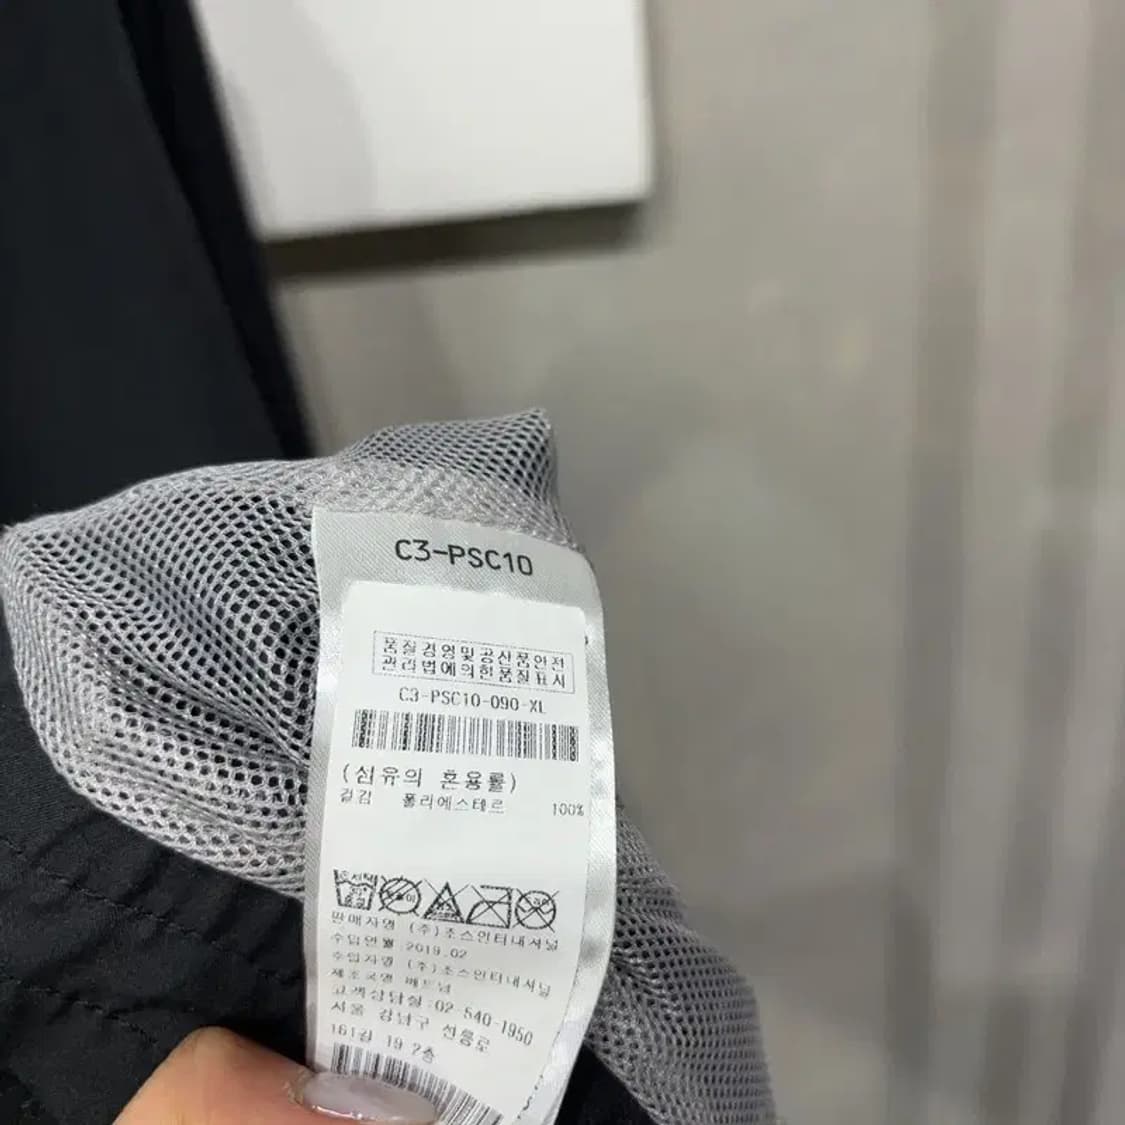 C3-PSC10
품질경영및공산품안전
관리법에의한품질표시
C3-PSC10-090-XL
(섬유의 혼용률)
겉감 폴리에스테르 100%
판매자명 (주)조스인터내셔널
수입연월 2019.02
수입자명 (주)조스인터내셔널
제조국명 베트남
고객상담실:02-540-1950
서울 강남구 선릉로
161길 19 2층